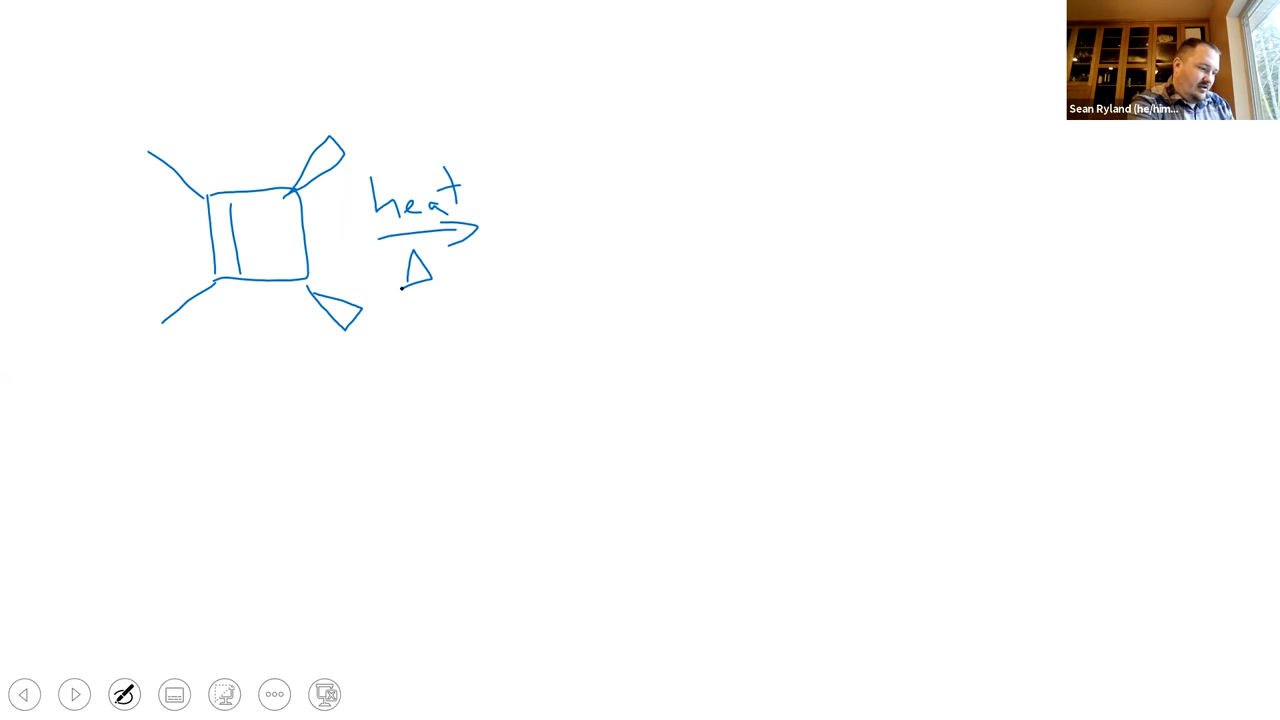 Sean Ryland (he/him...
heat
Δ